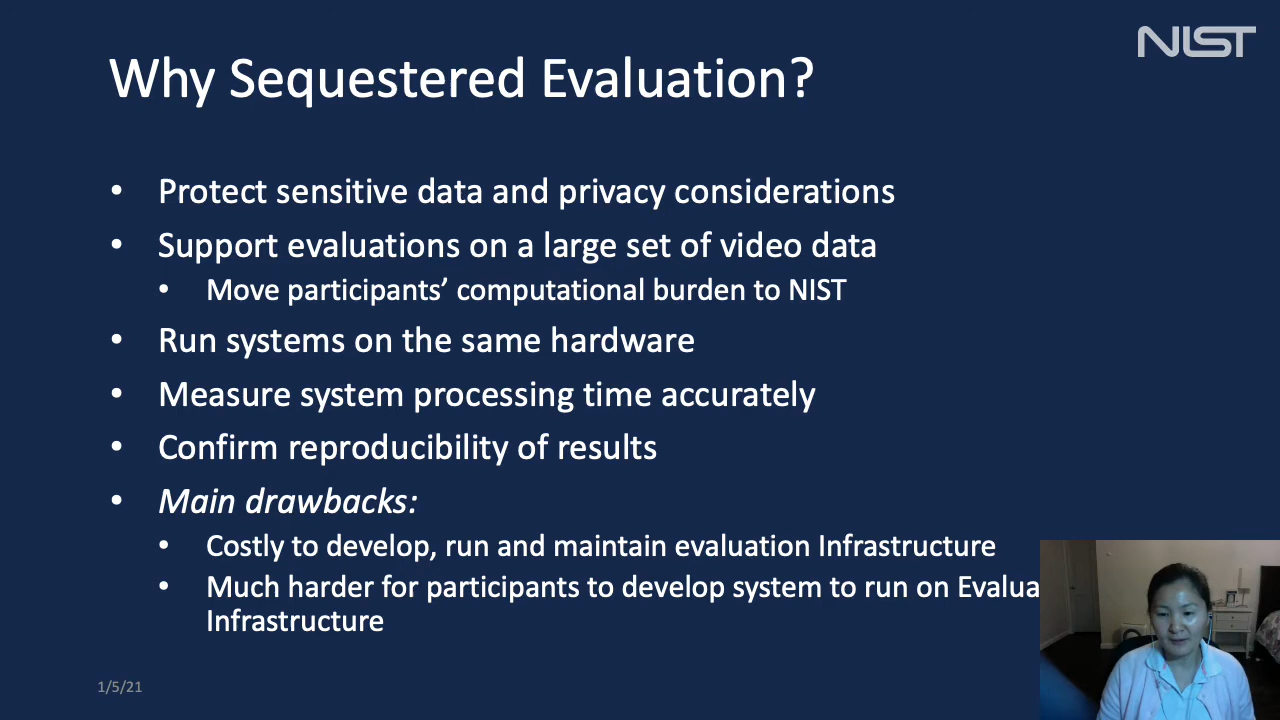 NIST
Why Sequestered Evaluation?
• Protect sensitive data and privacy considerations
• Support evaluations on a large set of video data
• Move participants’ computational burden to NIST
• Run systems on the same hardware
• Measure system processing time accurately
• Confirm reproducibility of results
• Main drawbacks:
• Costly to develop, run and maintain evaluation Infrastructure
• Much harder for participants to develop system to run on Evalua
Infrastructure
1/5/21